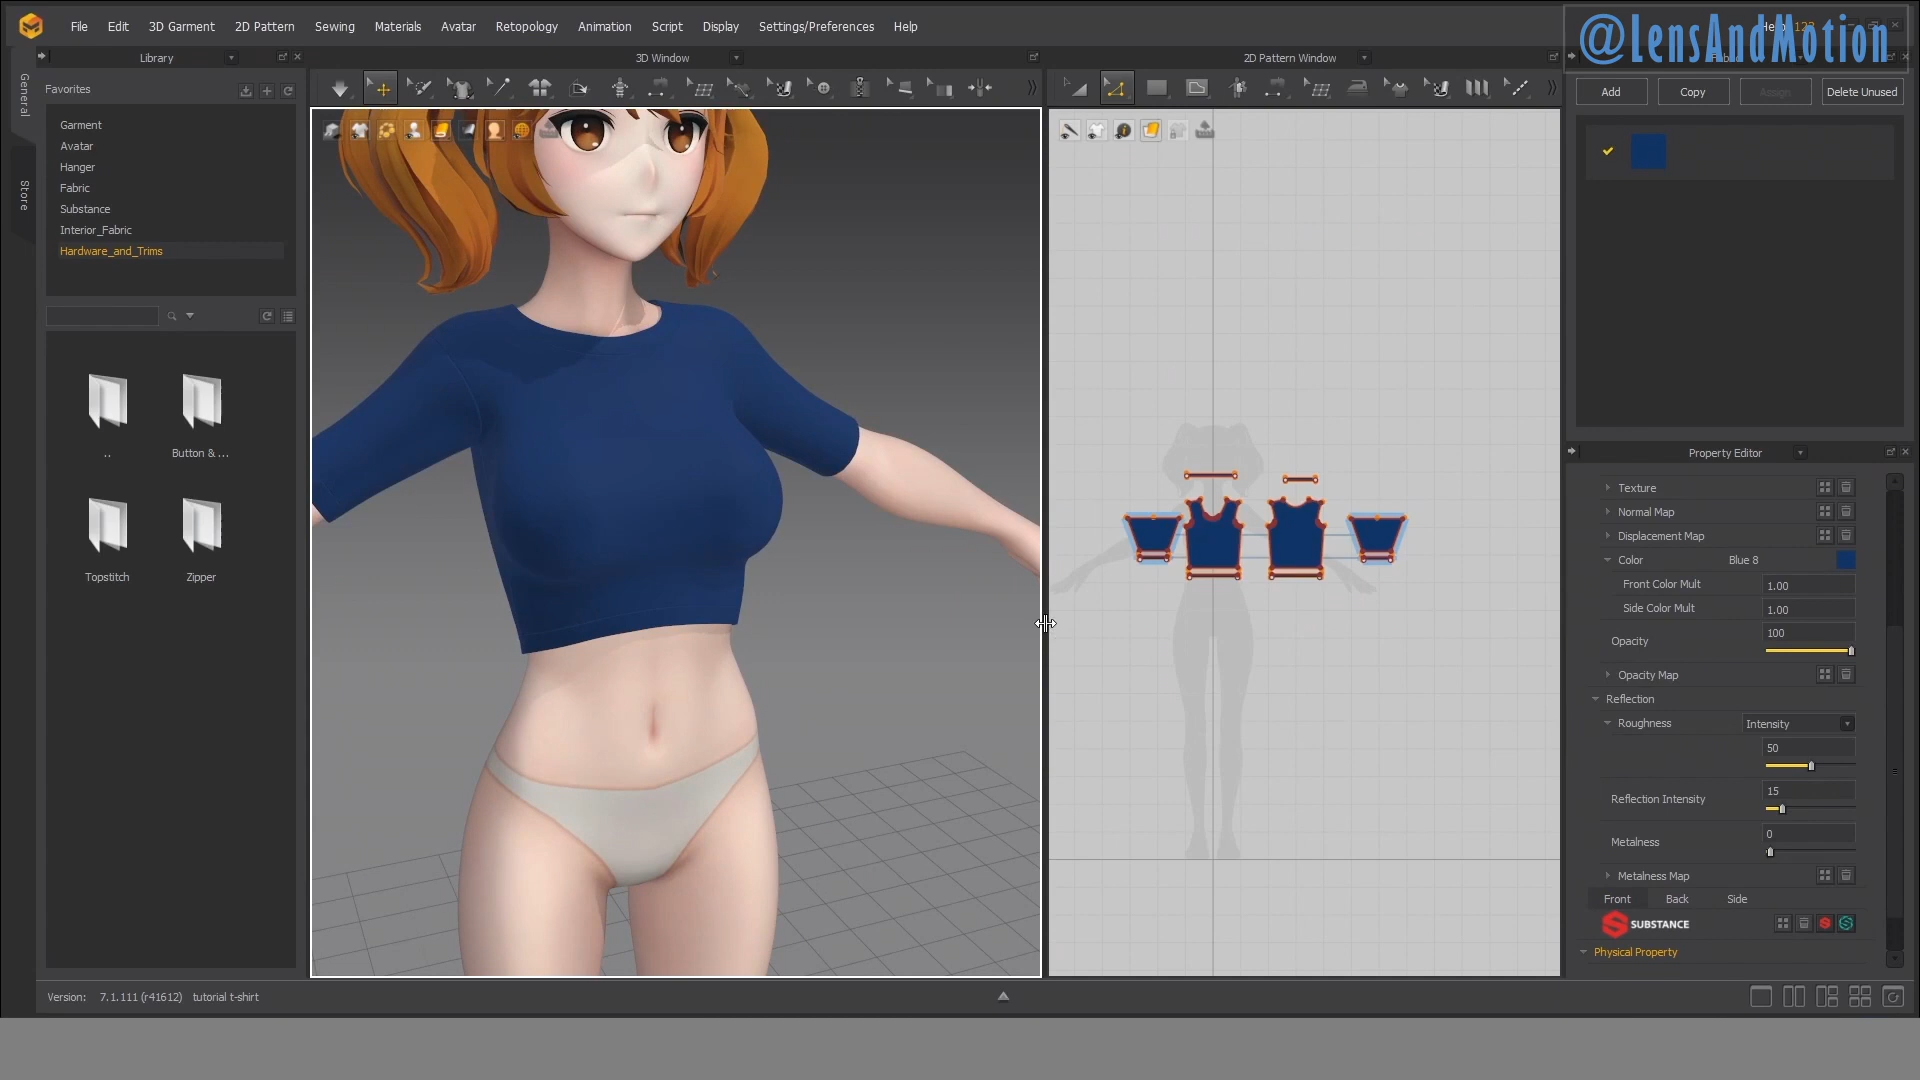 File Edit 3D Garment 2D Pattern Sewing Materials Avatar Retopology Animation Script Display Settings/Preferences Help
@LensAndMotion
Library
3D Window
2D Pattern Window
General
Store
Favorites
Garment
Avatar
Hanger
Fabric
Substance
Interior_Fabric
Hardware_and_Trims
..
Button & ...
Topstitch
Zipper
Add Copy Assign Delete Unused
Property Editor
Texture
Normal Map
Displacement Map
Color Blue 8
Front Color Mult 1.00
Side Color Mult 1.00
Opacity 100
Opacity Map
Reflection
Roughness Intensity
50
Reflection Intensity 15
Metalness 0
Metalness Map
Front Back Side
SUBSTANCE
Physical Property
Version: 7.1.111 (r41612) tutorial t-shirt